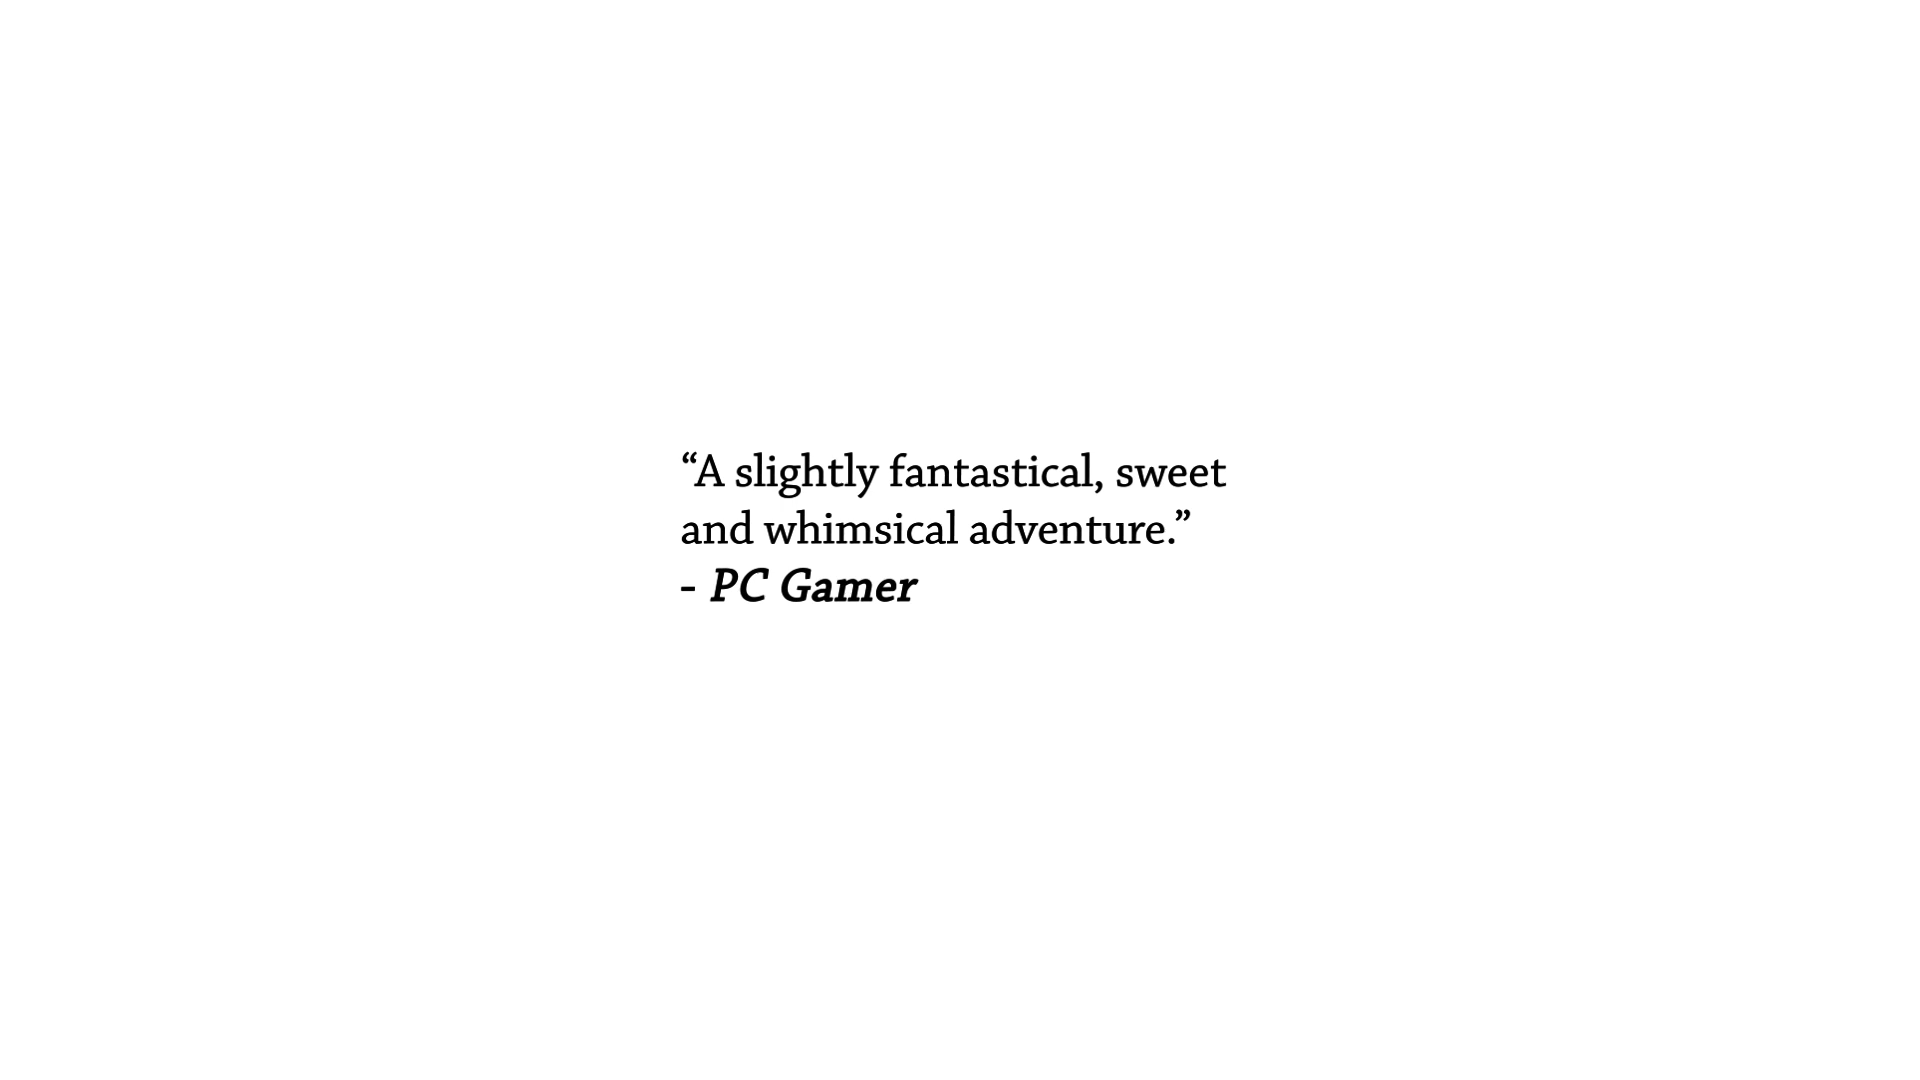 “A slightly fantastical, sweet
and whimsical adventure.”
- PC Gamer